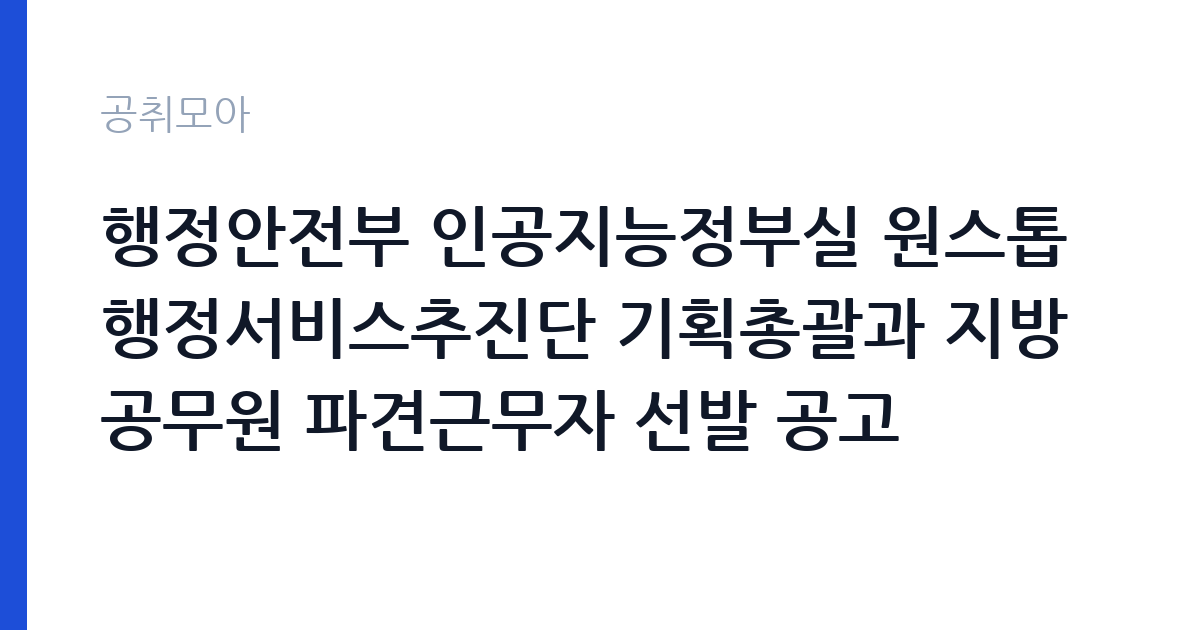 공취모아
행정안전부 인공지능정부실 원스톱
행정서비스추진단 기획총괄과 지방
공무원 파견근무자 선발 공고